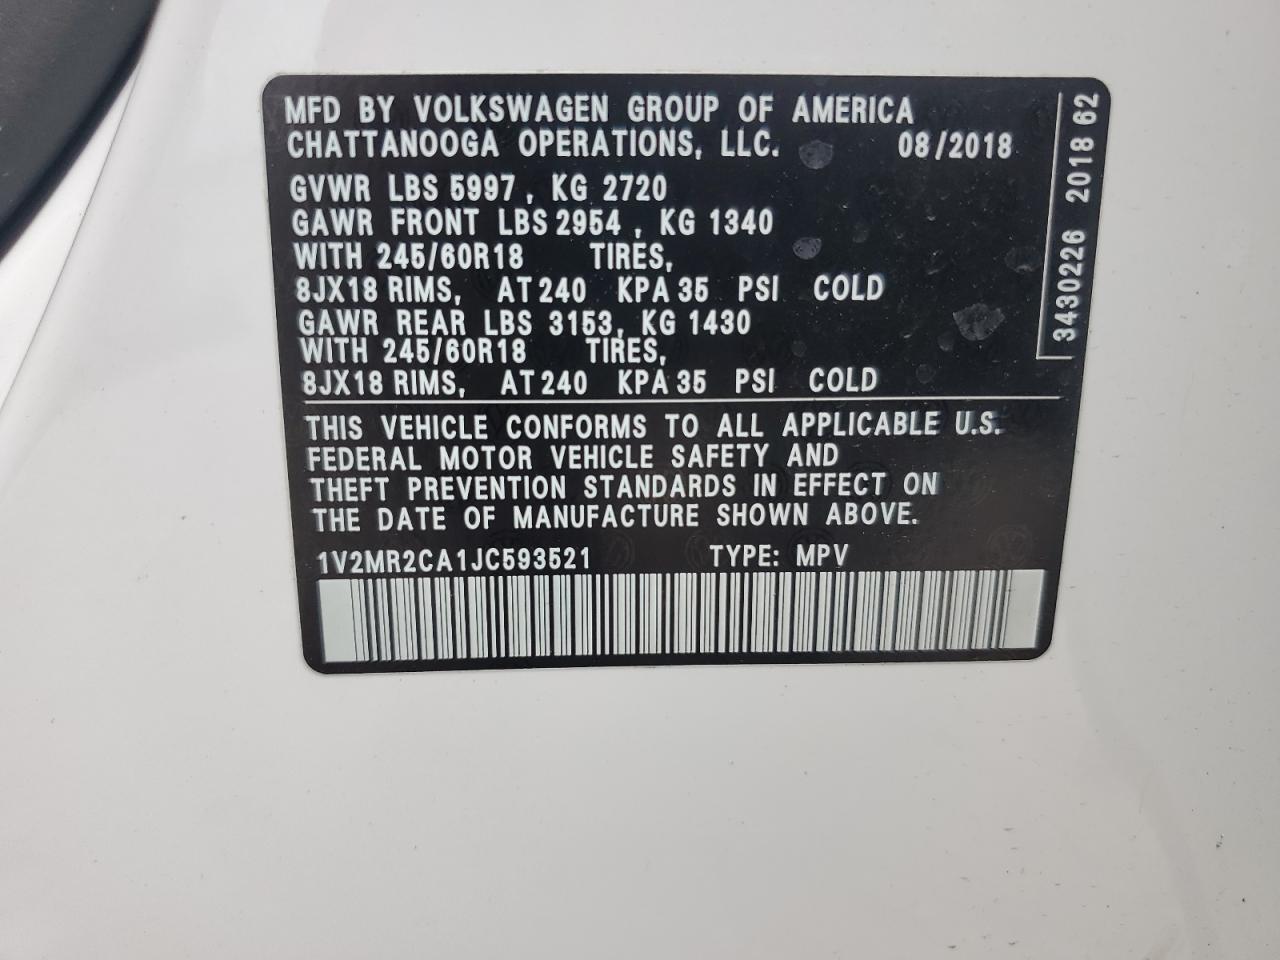 MFD BY VOLKSWAGEN GROUP OF AMERICA
CHATTANOOGA OPERATIONS, LLC. 08/2018
GVWR LBS 5997 , KG 2720
GAWR FRONT LBS 2954 , KG 1340
WITH 245/60R18 TIRES,
8JX18 RIMS, AT 240 KPA 35 PSI COLD
GAWR REAR LBS 3153, KG 1430
WITH 245/60R18 TIRES,
8JX18 RIMS, AT 240 KPA 35 PSI COLD
THIS VEHICLE CONFORMS TO ALL APPLICABLE U.S.
FEDERAL MOTOR VEHICLE SAFETY AND
THEFT PREVENTION STANDARDS IN EFFECT ON
THE DATE OF MANUFACTURE SHOWN ABOVE.
1V2MR2CA1JC593521 TYPE: MPV
3430226 2018 62